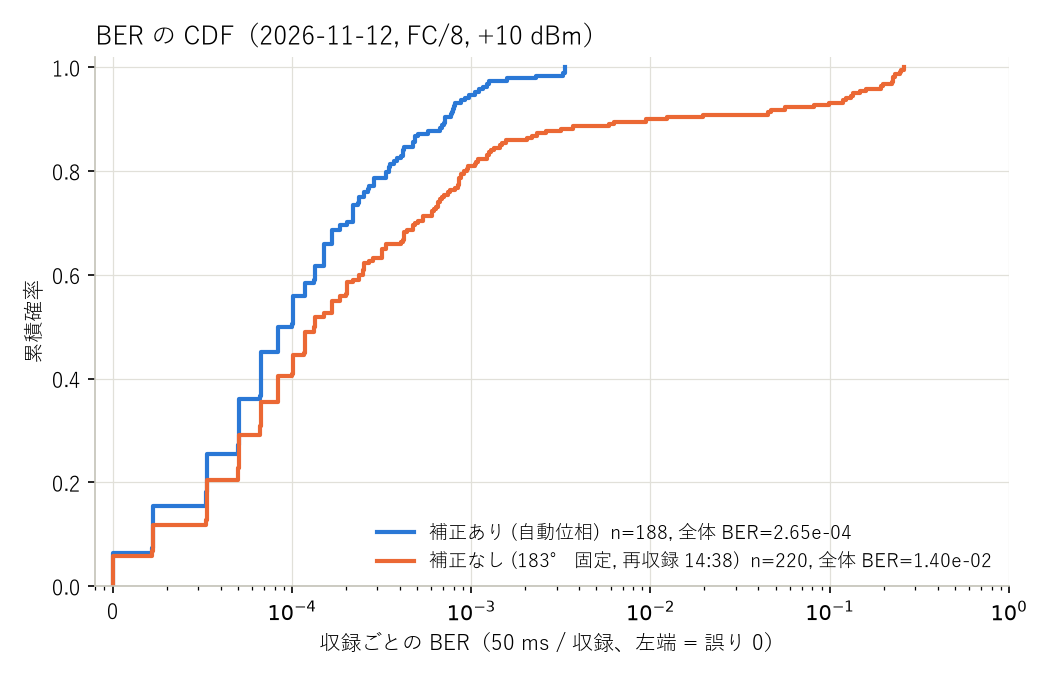 BER の CDF（2026-11-12, FC/8, +10 dBm）
1.0
0.8
0.6
0.4
0.2
0.0
累積確率
補正あり (自動位相) n=188, 全体 BER=2.65e-04
補正なし (183° 固定, 再収録 14:38) n=220, 全体 BER=1.40e-02
0 10⁻⁴ 10⁻³ 10⁻² 10⁻¹ 10⁰
収録ごとの BER（50 ms / 収録、左端 = 誤り 0）